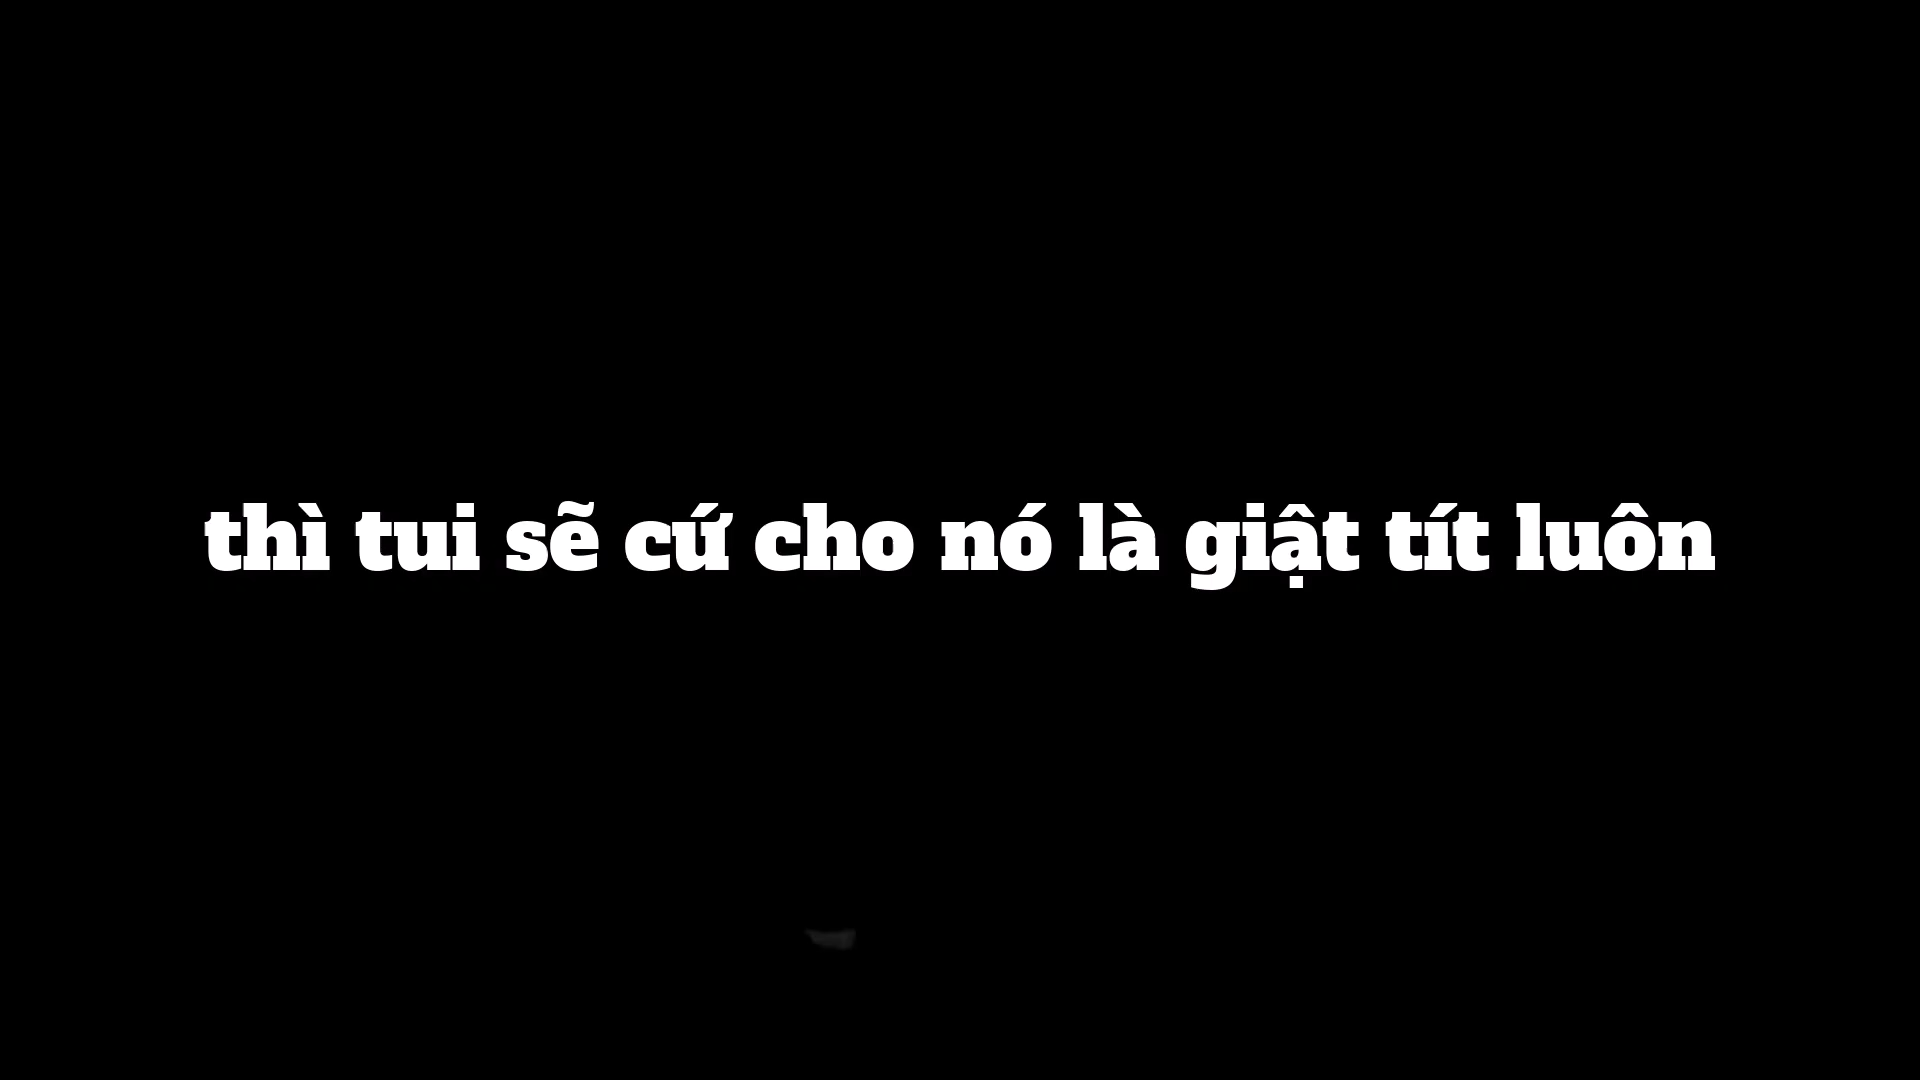 thì tui sẽ cứ cho nó là giật tít luôn